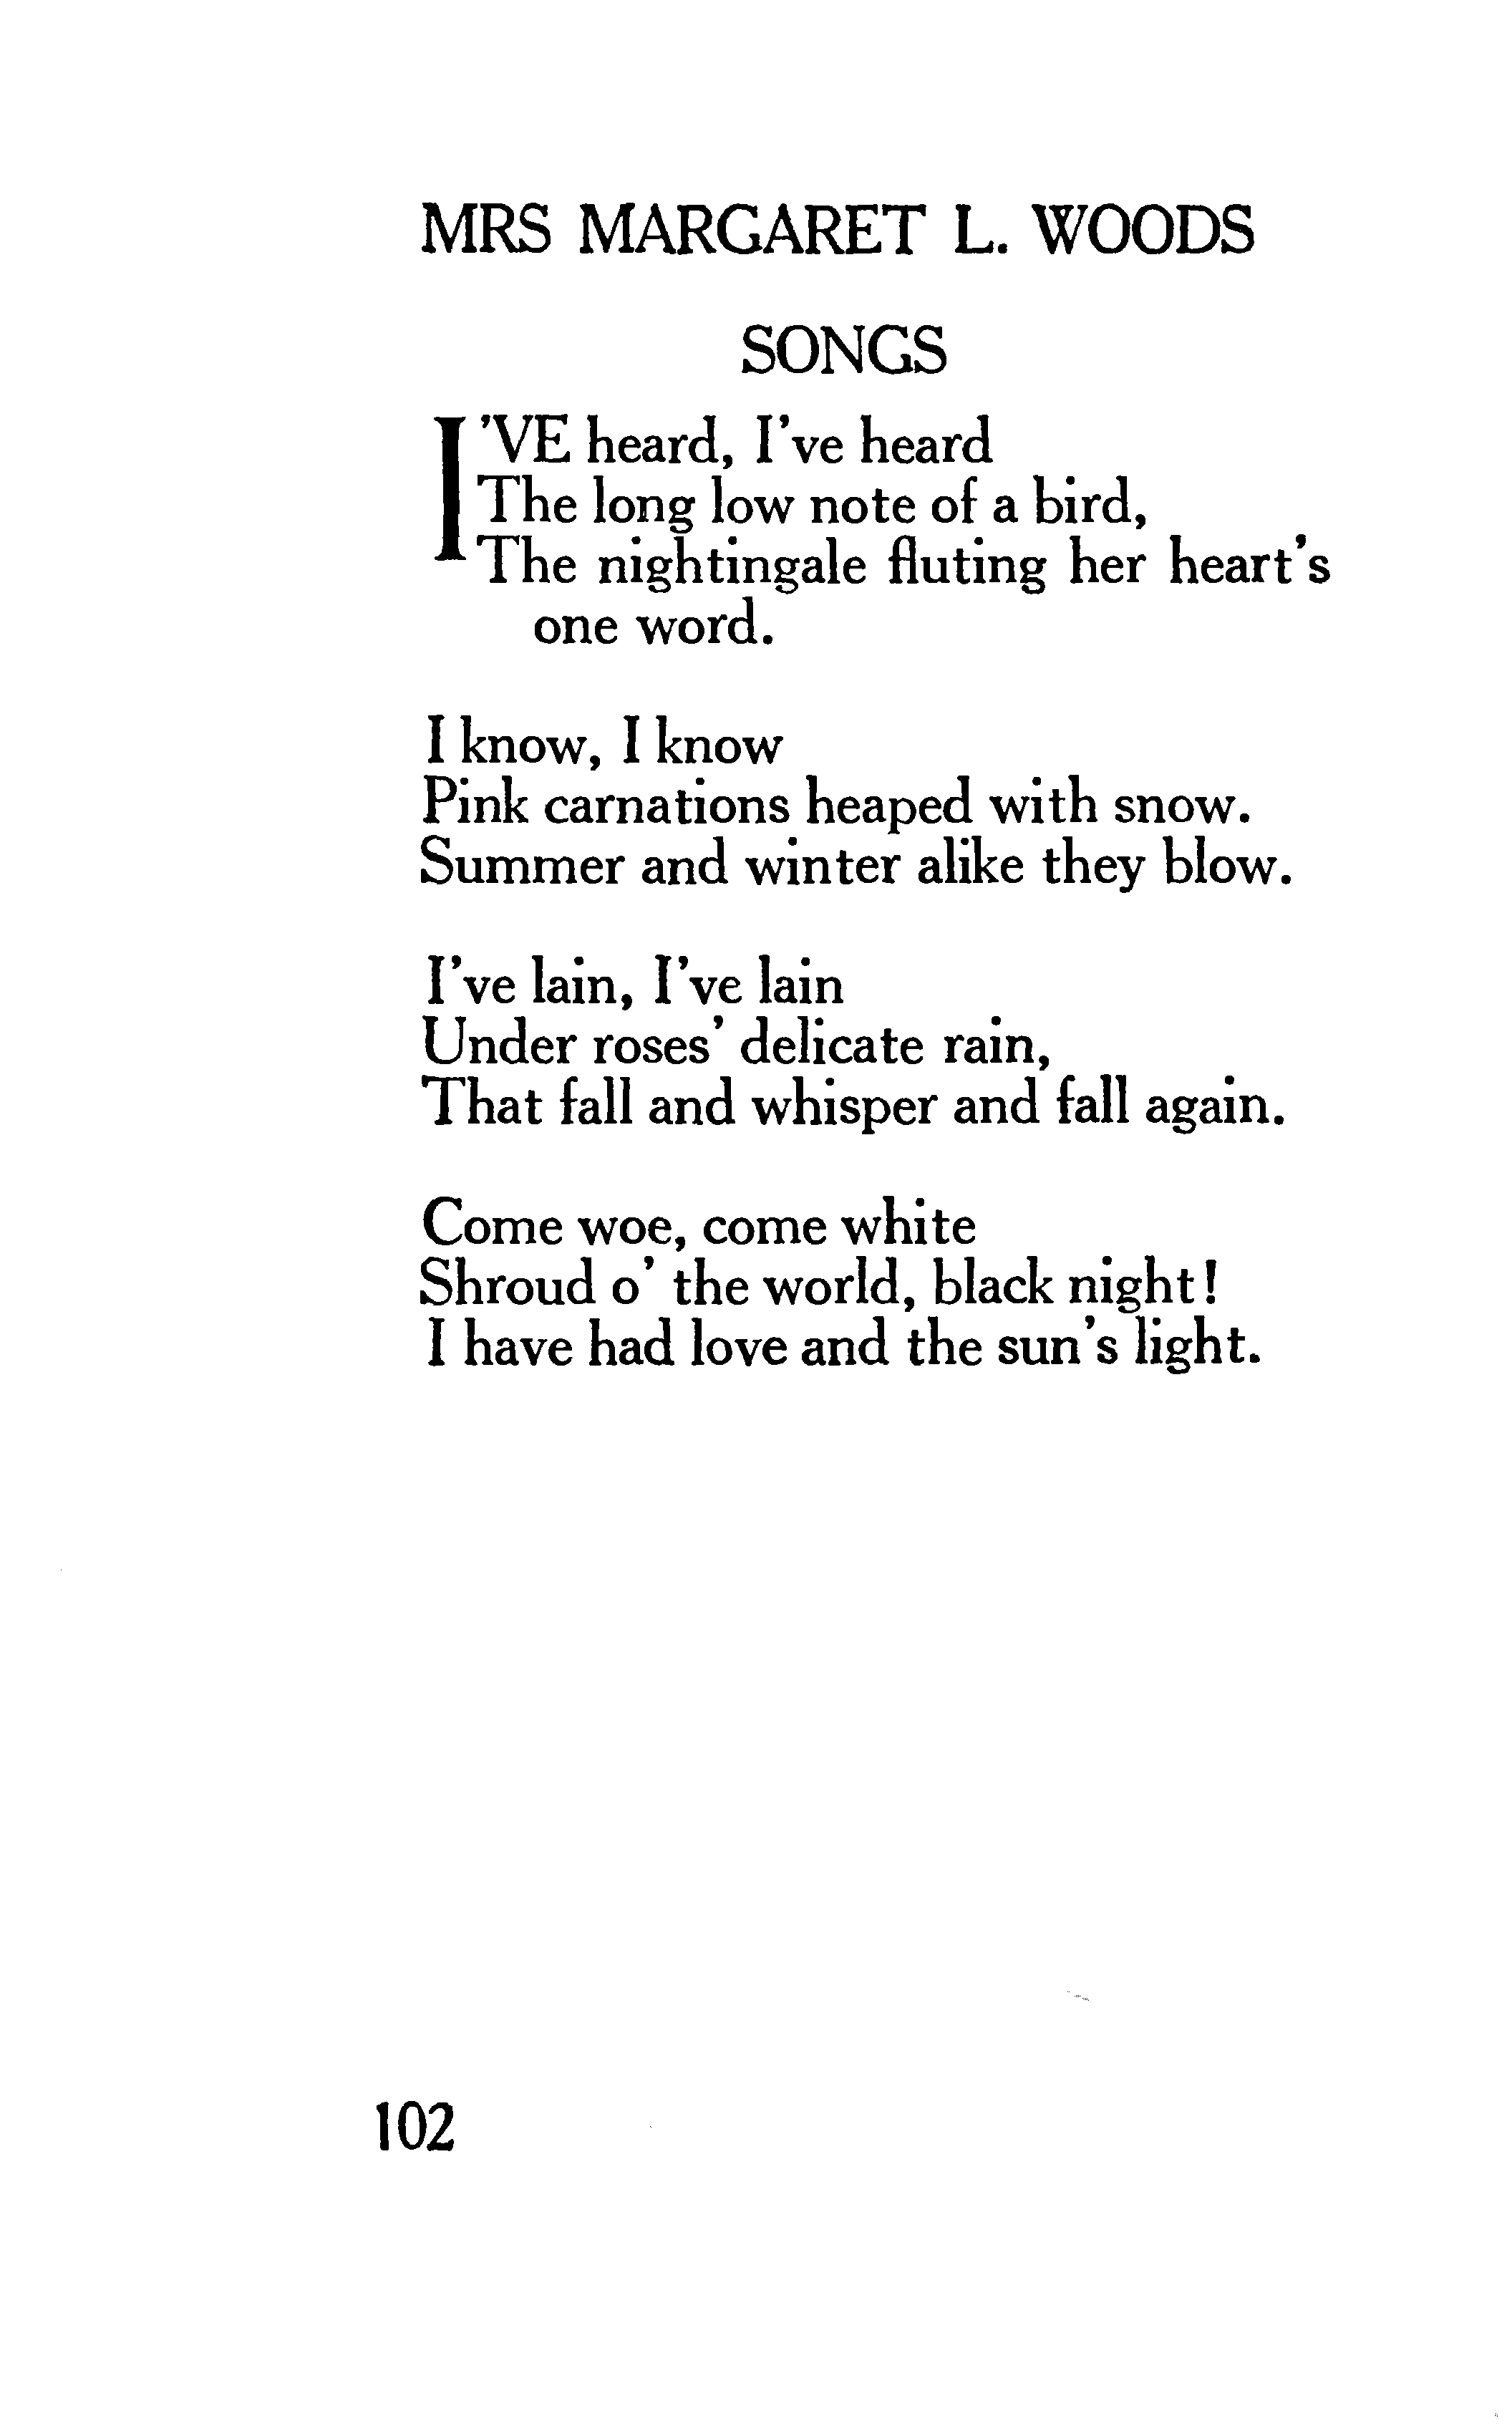 MRS MARGARET L. WOODS
SONGS
I'VE heard, I've heard
The long low note of a bird,
The nightingale fluting her heart's
one word.
I know, I know
Pink carnations heaped with snow.
Summer and winter alike they blow.
I've lain, I've lain
Under roses' delicate rain,
That fall and whisper and fall again.
Come woe, come white
Shroud o' the world, black night!
I have had love and the sun's light.
102